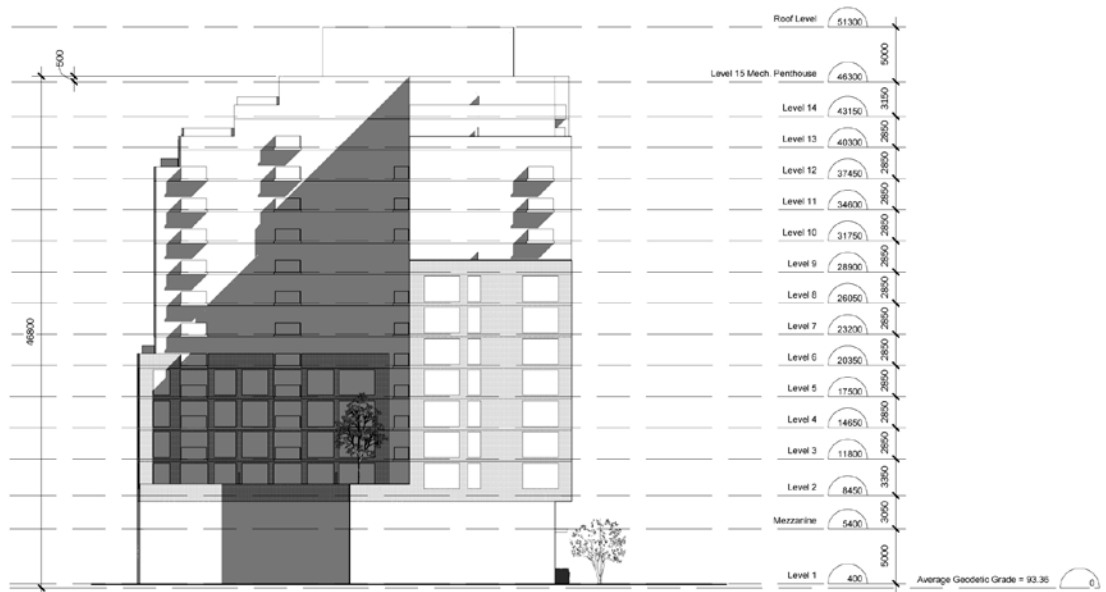 Roof Level 51300
5000
500
Level 15 Mech. Penthouse 46300
3150
Level 14 43150
2850
Level 13 40300
2850
Level 12 37450
2850
Level 11 34600
2850
Level 10 31750
2850
Level 9 28900
2850
Level 8 26050
2850
Level 7 23200
46800
2850
Level 6 20350
2850
Level 5 17500
2850
Level 4 14650
2850
Level 3 11800
3350
Level 2 8450
3050
Mezzanine 5400
5000
Level 1 400
Average Geodetic Grade = 93.36 0